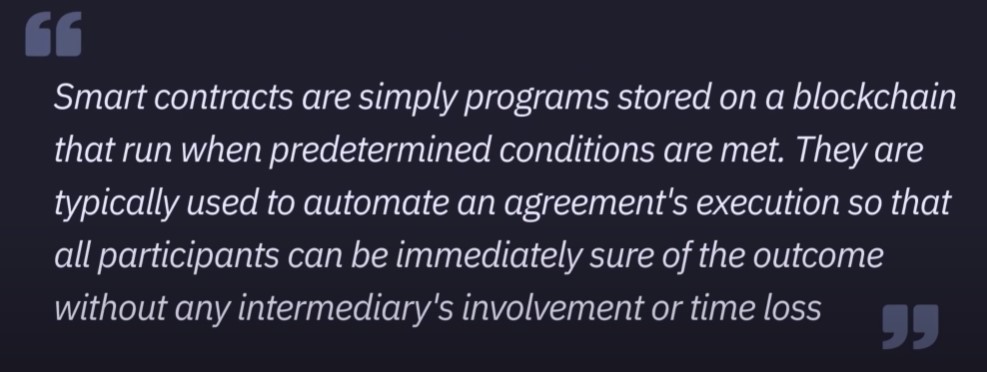 “
Smart contracts are simply programs stored on a blockchain
that run when predetermined conditions are met. They are
typically used to automate an agreement's execution so that
all participants can be immediately sure of the outcome
without any intermediary's involvement or time loss
”